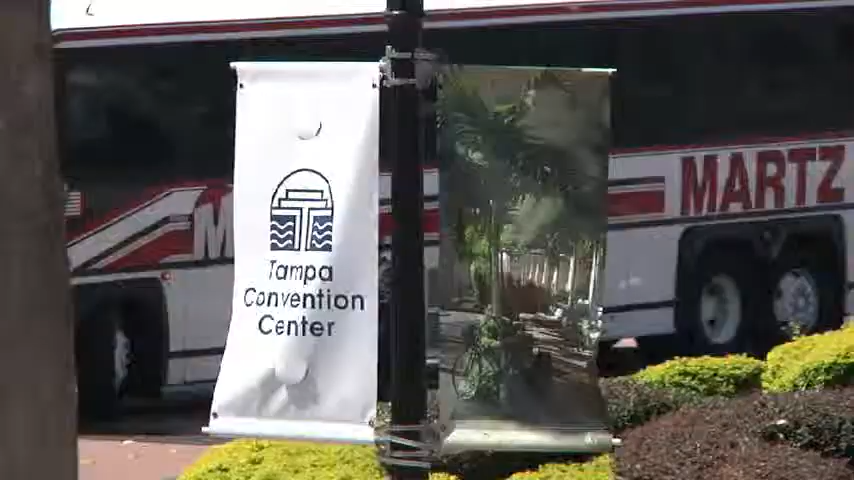 Tampa
Convention
Center
MARTZ
M